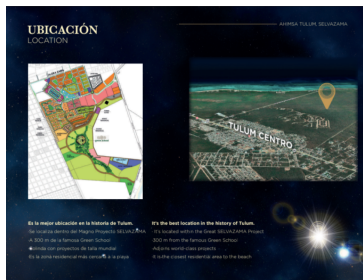 UBICACIÓN
LOCATION
AHIMSA TULUM, SELVAZAMA
TULUM CENTRO
Es la mejor ubicación en la historia de Tulum.
Se localiza dentro del Magno Proyecto SELVAZAMA
A 300 m de la famosa Green School
Colinda con proyectos de talla mundial
Es la zona residencial más cercana a la playa
It's the best location in the history of Tulum.
It's located within the Great SELVAZAMA Project
300 m from the famous Green School
Adjoins world-class projects
It is the closest residential area to the beach